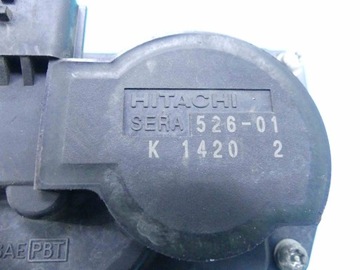 HITACHI
SERA 526-01
K 1420 2
PBT